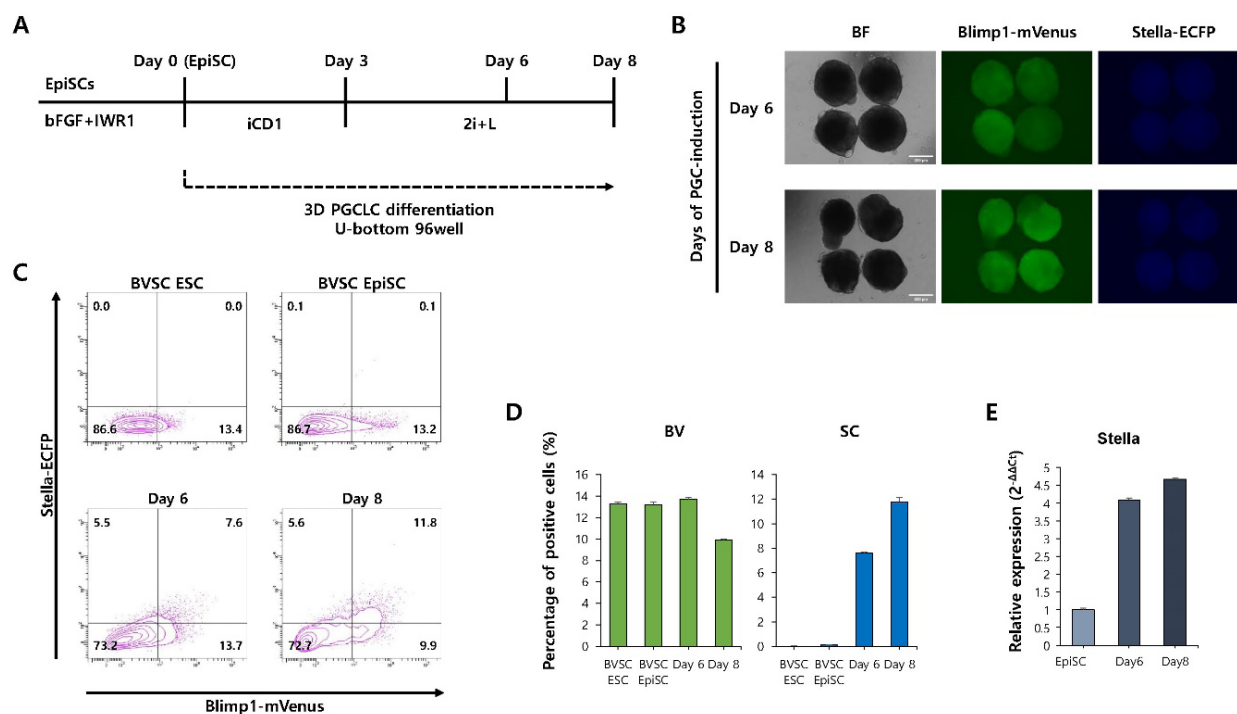 A
Day 0 (EpiSC)
Day 3
Day 6
Day 8
EpiSCs
bFGF+IWR1
iCD1
2i+L
3D PGCLC differentiation
U-bottom 96well
B
BF
Blimp1-mVenus
Stella-ECFP
Days of PGC-induction
Day 6
Day 8
C
Stella-ECFP
BVSC ESC
0.0
0.0
86.6
13.4
BVSC EpiSC
0.1
0.1
86.7
13.2
Day 6
5.5
7.6
73.2
13.7
Day 8
5.6
11.8
72.7
9.9
Blimp1-mVenus
D
Percentage of positive cells (%)
BV
16
14
12
10
8
6
4
2
0
BVSC
ESC
BVSC
EpiSC
Day 6
Day 8
SC
14
12
10
8
6
4
2
0
BVSC
ESC
BVSC
EpiSC
Day 6
Day 8
E
Stella
Relative expression (2-ΔΔCt)
5
4.5
4
3.5
3
2.5
2
1.5
1
0.5
0
EpiSC
Day6
Day8